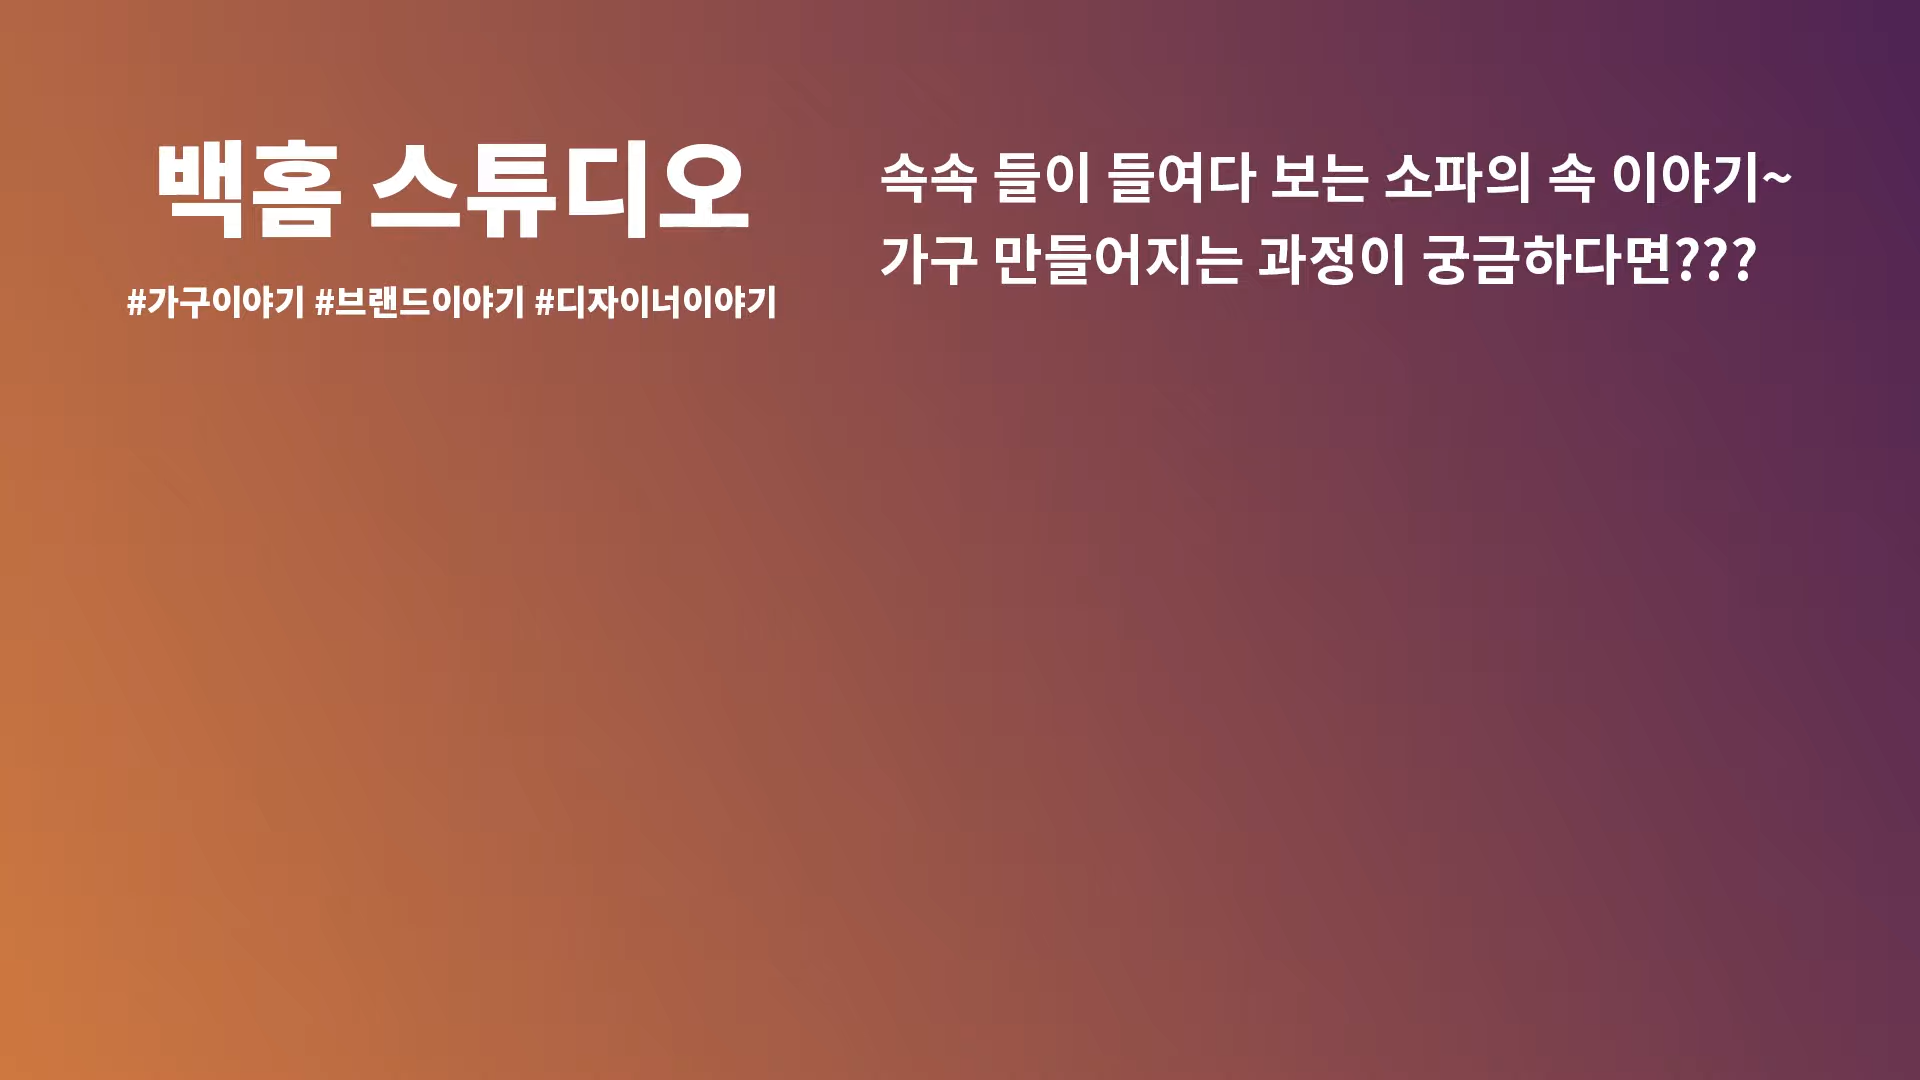 백홈 스튜디오
#가구이야기 #브랜드이야기 #디자이너이야기
속속 들이 들여다 보는 소파의 속 이야기~
가구 만들어지는 과정이 궁금하다면???